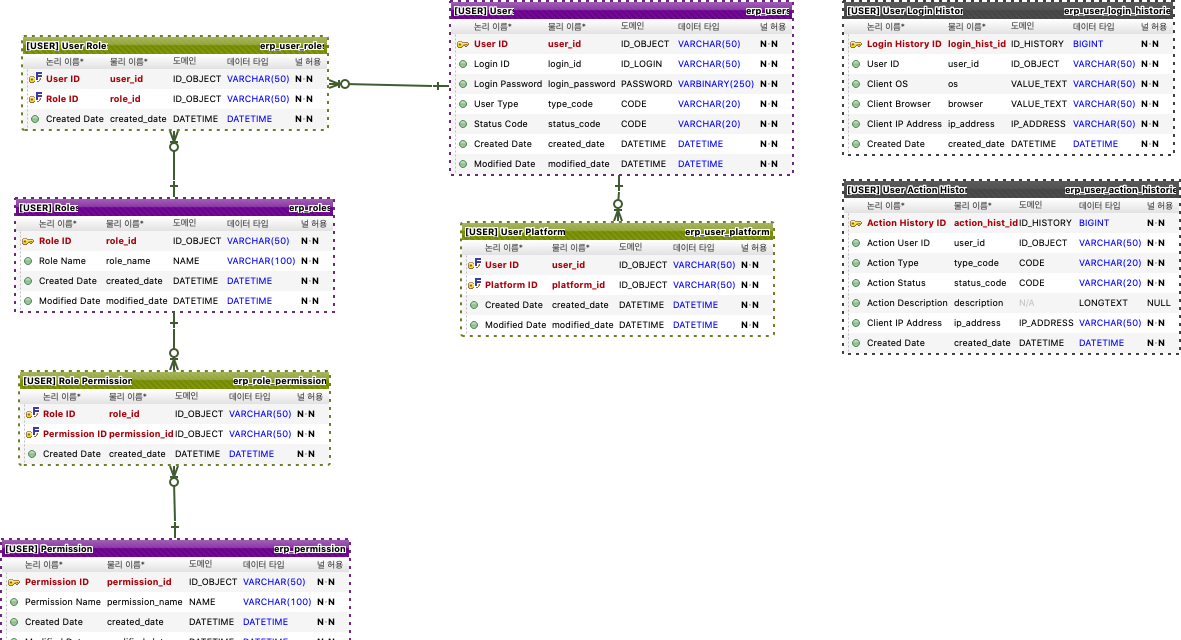 [USER] Users erp_users
논리 이름* 물리 이름* 도메인 데이터 타입 널 허용
User ID user_id ID_OBJECT VARCHAR(50) N-N
Login ID login_id ID_LOGIN VARCHAR(50) N-N
Login Password login_password PASSWORD VARBINARY(250) N-N
User Type type_code CODE VARCHAR(20) N-N
Status Code status_code CODE VARCHAR(20) N-N
Created Date created_date DATETIME DATETIME N-N
Modified Date modified_date DATETIME DATETIME N-N
[USER] User Login Histor erp_user_login_historie
논리 이름* 물리 이름* 도메인 데이터 타입 널 허용
Login History ID login_hist_id ID_HISTORY BIGINT N-N
User ID user_id ID_OBJECT VARCHAR(50) N-N
Client OS os VALUE_TEXT VARCHAR(50) N-N
Client Browser browser VALUE_TEXT VARCHAR(50) N-N
Client IP Address ip_address IP_ADDRESS VARCHAR(50) N-N
Created Date created_date DATETIME DATETIME N-N
[USER] User Role erp_user_roles
논리 이름* 물리 이름* 도메인 데이터 타입 널 허용
User ID user_id ID_OBJECT VARCHAR(50) N-N
Role ID role_id ID_OBJECT VARCHAR(50) N-N
Created Date created_date DATETIME DATETIME N-N
[USER] User Action Histor erp_user_action_historie
논리 이름* 물리 이름* 도메인 데이터 타입 널 허용
Action History ID action_hist_id ID_HISTORY BIGINT N-N
Action User ID user_id ID_OBJECT VARCHAR(50) N-N
Action Type type_code CODE VARCHAR(20) N-N
Action Status status_code CODE VARCHAR(20) N-N
Action Description description N/A LONGTEXT NULL
Client IP Address ip_address IP_ADDRESS VARCHAR(50) N-N
Created Date created_date DATETIME DATETIME N-N
[USER] Roles erp_roles
논리 이름* 물리 이름* 도메인 데이터 타입 널 허용
Role ID role_id ID_OBJECT VARCHAR(50) N-N
Role Name role_name NAME VARCHAR(100) N-N
Created Date created_date DATETIME DATETIME N-N
Modified Date modified_date DATETIME DATETIME N-N
[USER] User Platform erp_user_platform
논리 이름* 물리 이름* 도메인 데이터 타입 널 허용
User ID user_id ID_OBJECT VARCHAR(50) N-N
Platform ID platform_id ID_OBJECT VARCHAR(50) N-N
Created Date created_date DATETIME DATETIME N-N
Modified Date modified_date DATETIME DATETIME N-N
[USER] Role Permission erp_role_permission
논리 이름* 물리 이름* 도메인 데이터 타입 널 허용
Role ID role_id ID_OBJECT VARCHAR(50) N-N
Permission ID permission_id ID_OBJECT VARCHAR(50) N-N
Created Date created_date DATETIME DATETIME N-N
[USER] Permission erp_permission
논리 이름* 물리 이름* 도메인 데이터 타입 널 허용
Permission ID permission_id ID_OBJECT VARCHAR(50) N-N
Permission Name permission_name NAME VARCHAR(100) N-N
Created Date created_date DATETIME DATETIME N-N